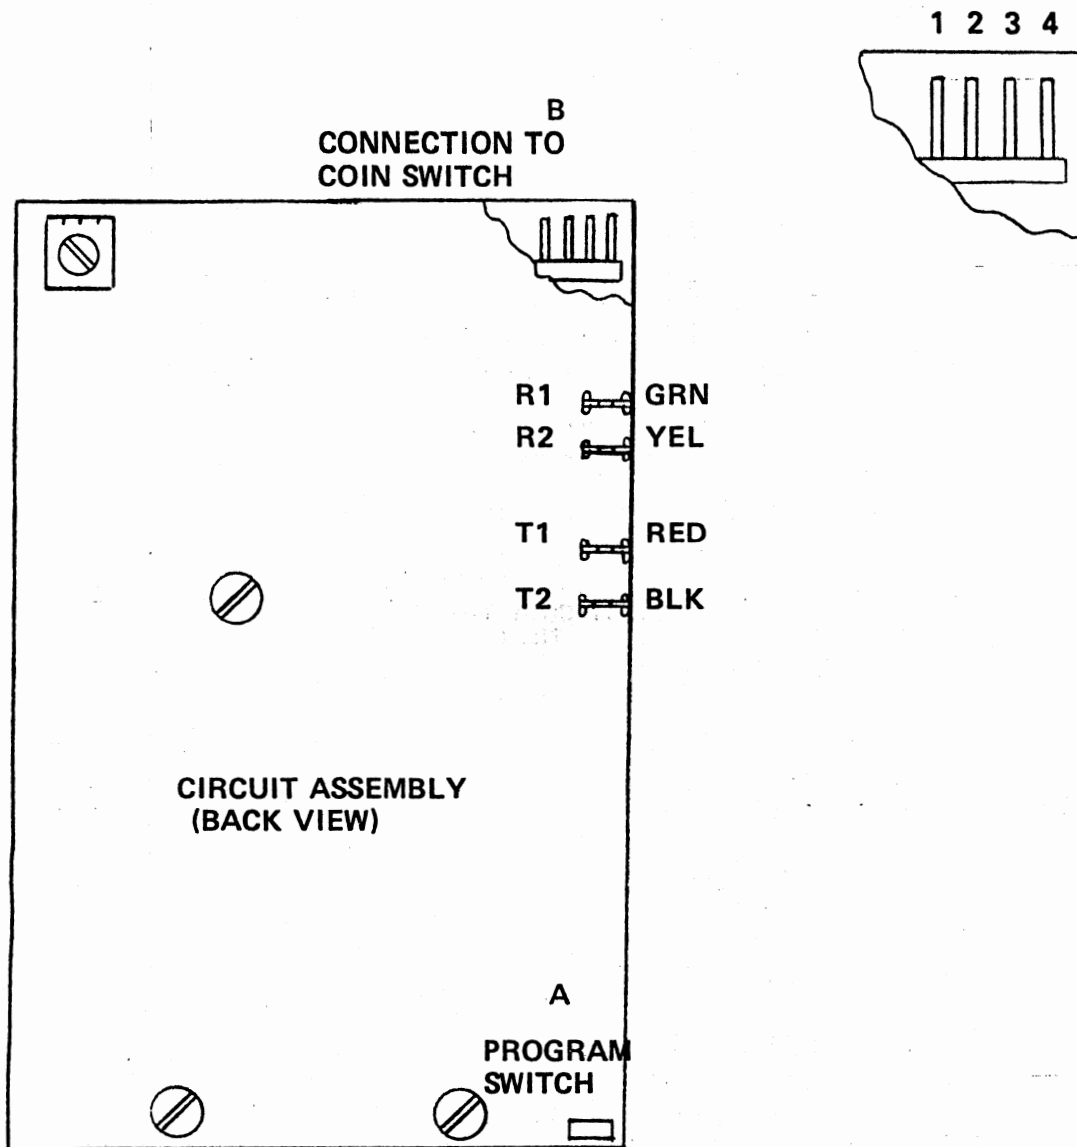 1 2 3 4
B
CONNECTION TO
COIN SWITCH
R1 GRN
R2 YEL
T1 RED
T2 BLK
CIRCUIT ASSEMBLY
(BACK VIEW)
A
PROGRAM
SWITCH